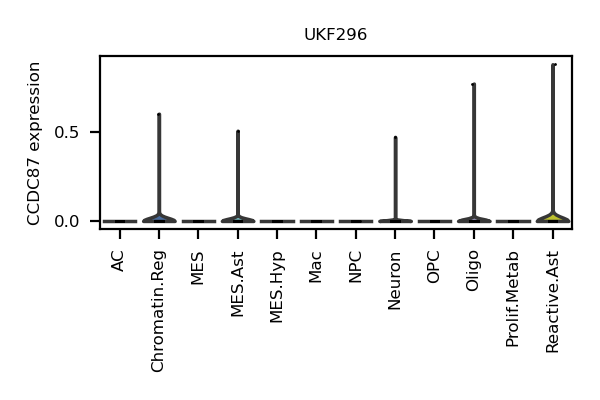 UKF296
CCDC87 expression
0.5
0.0
AC
Chromatin.Reg
MES
MES.Ast
MES.Hyp
Mac
NPC
Neuron
OPC
Oligo
Prolif.Metab
Reactive.Ast